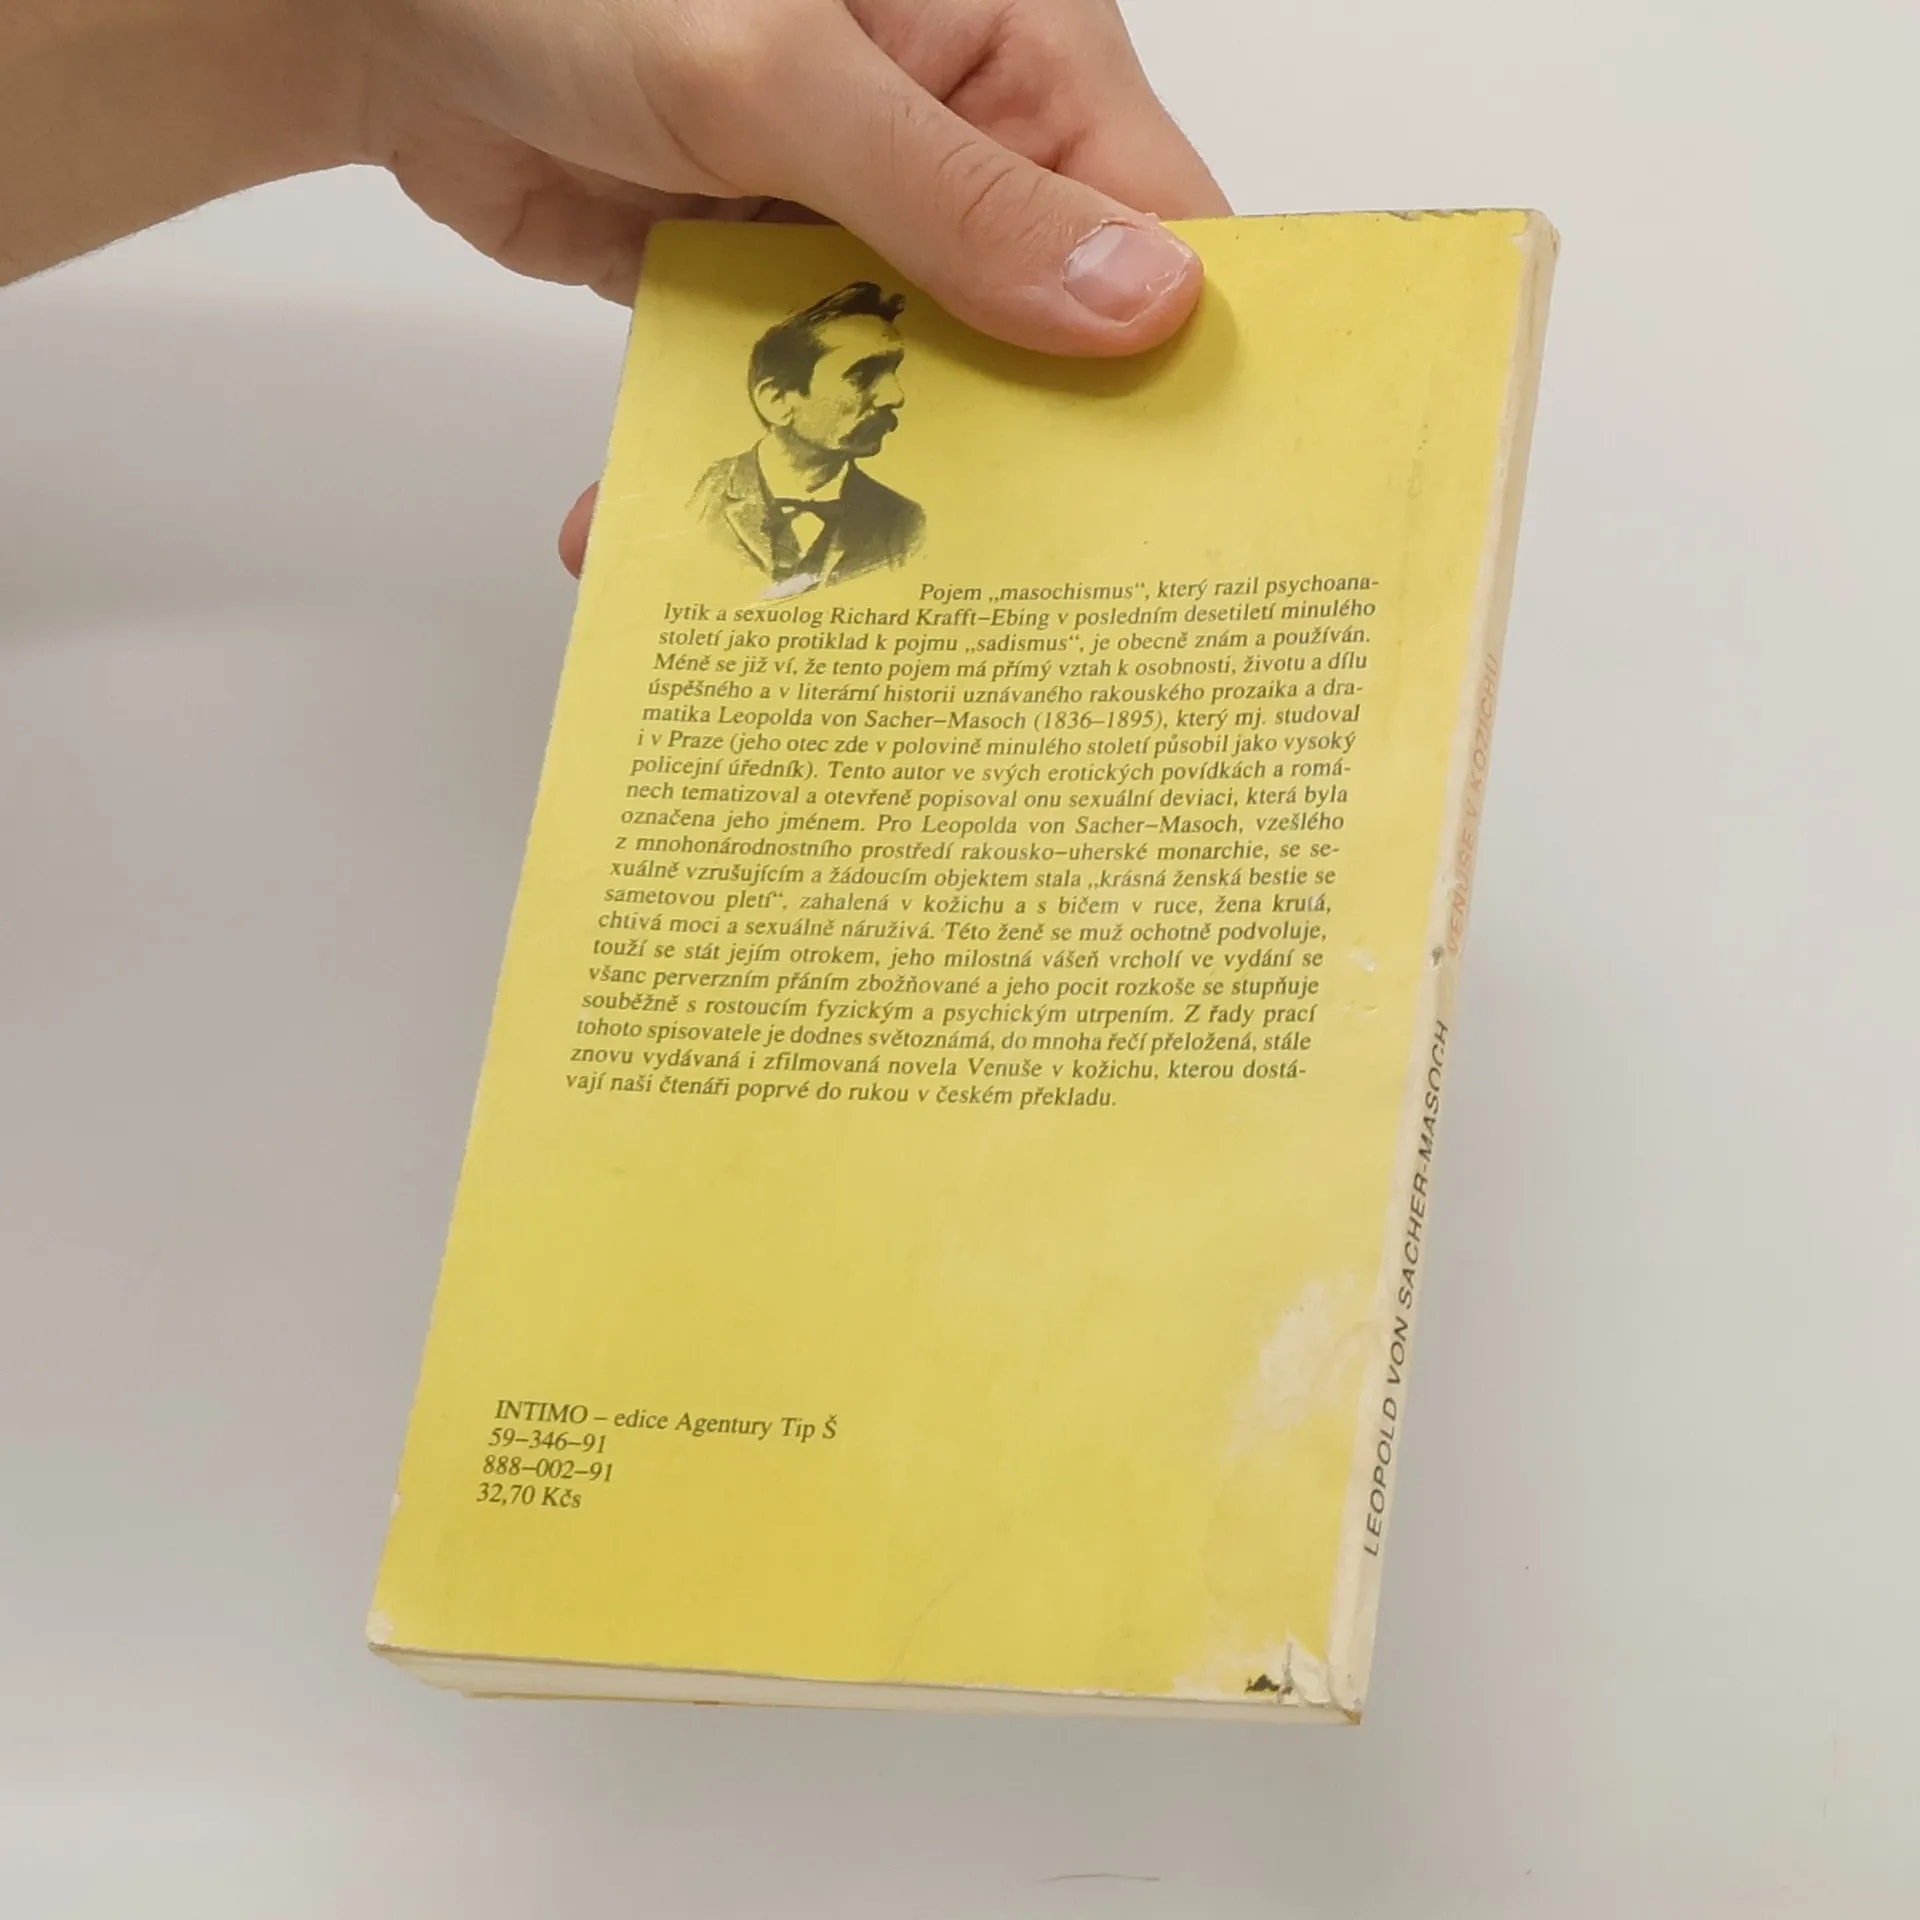 Pojem „masochismus“, který razil psychoana-
lytik a sexuolog Richard Krafft–Ebing v posledním desetiletí minulého
století jako protiklad k pojmu „sadismus“, je obecně znám a používán.
Méně se již ví, že tento pojem má přímý vztah k osobnosti, životu a dílu
úspěšného a v literární historii uznávaného rakouského prozaika a dra-
matika Leopolda von Sacher–Masoch (1836–1895), který mj. studoval
i v Praze (jeho otec zde v polovině minulého století působil jako vysoký
policejní úředník). Tento autor ve svých erotických povídkách a romá-
nech tematizoval a otevřeně popisoval onu sexuální deviaci, která byla
označena jeho jménem. Pro Leopolda von Sacher–Masoch, vzešlého
z mnohonárodnostního prostředí rakousko–uherské monarchie, se se-
xuálně vzrušujícím a žádoucím objektem stala „krásná ženská bestie se
sametovou pletí“, zahalená v kožichu a s bičem v ruce, žena krutá,
chtivá moci a sexuálně náruživá. Této ženě se muž ochotně podvoluje,
touží se stát jejím otrokem, jeho milostná vášeň vrcholí ve vydání se
všanc perverzním přáním zbožňované a jeho pocit rozkoše se stupňuje
souběžně s rostoucím fyzickým a psychickým utrpením. Z řady prací
tohoto spisovatele je dodnes světoznámá, do mnoha řečí přeložená, stále
znovu vydávaná i zfilmovaná novela Venuše v kožichu, kterou dostá-
vají naši čtenáři poprvé do rukou v českém překladu.
INTIMO – edice Agentury Tip Š
59–346–91
888–002–91
32,70 Kčs
LEOPOLD VON SACHER-MASOCH VENUŠE V KOŽICHU